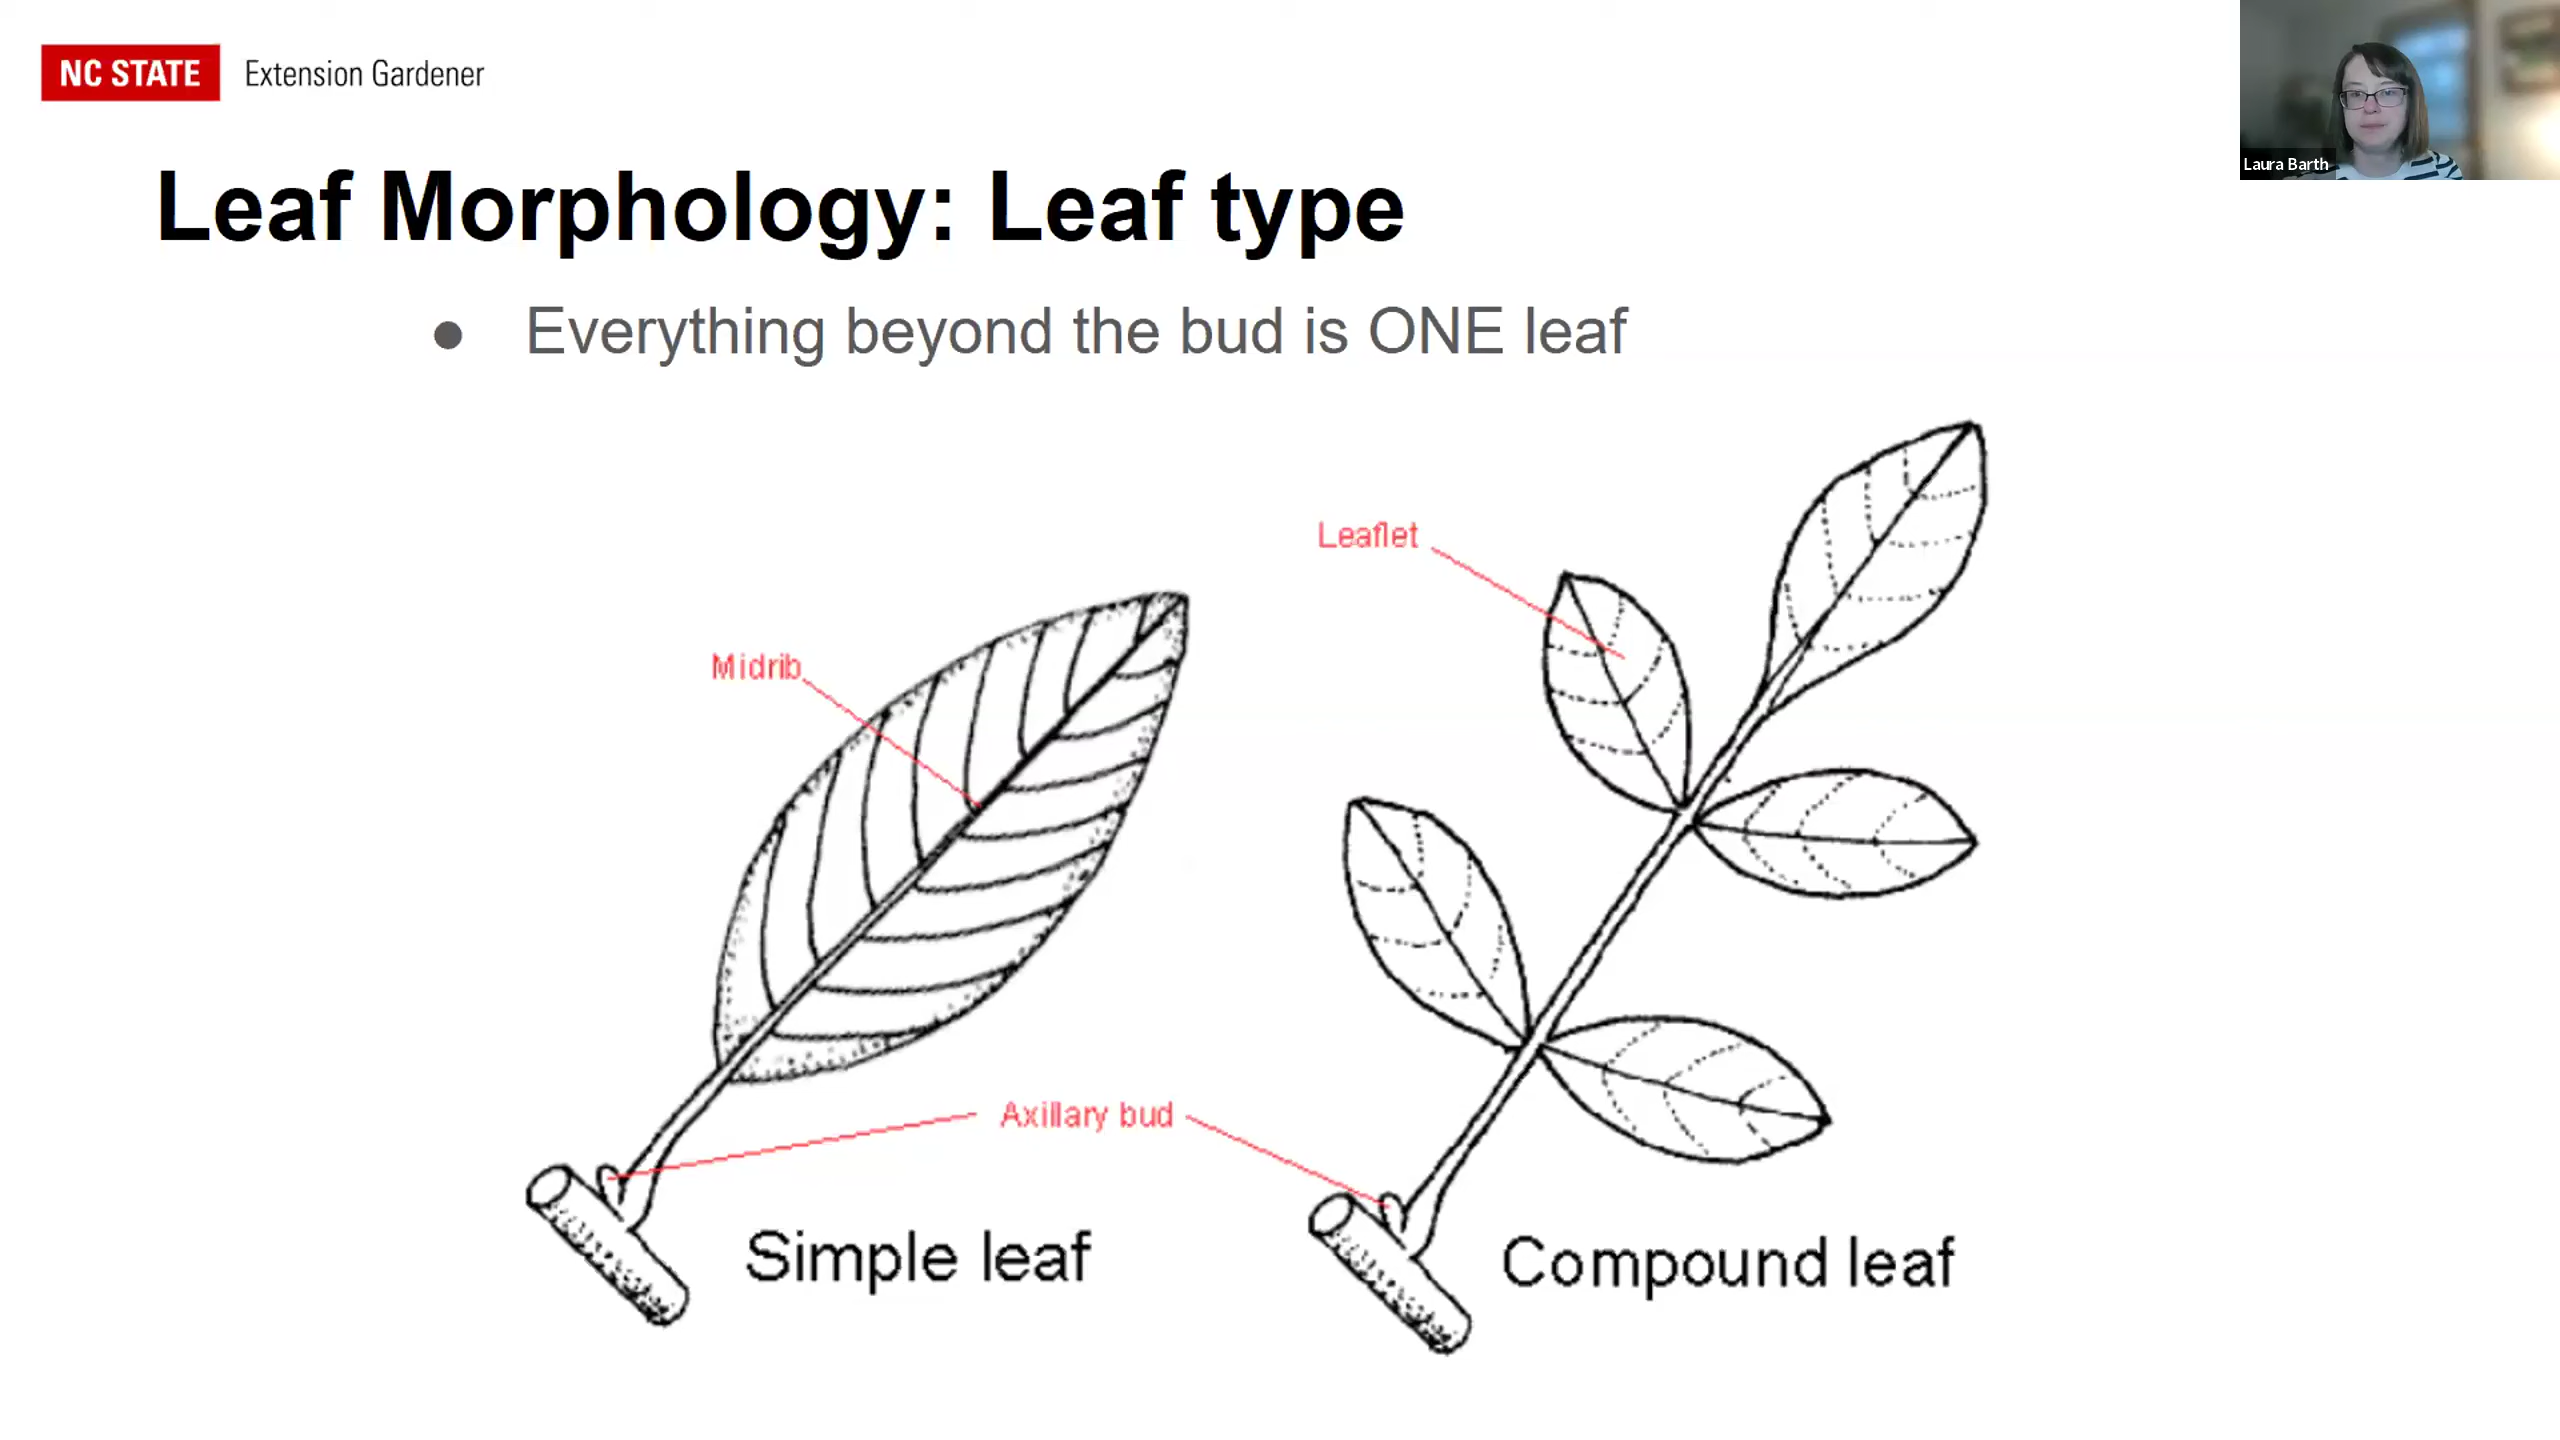 NC STATE Extension Gardener
Laura Barth
Leaf Morphology: Leaf type
● Everything beyond the bud is ONE leaf
Leaflet
Midrib
Axillary bud
Simple leaf
Compound leaf